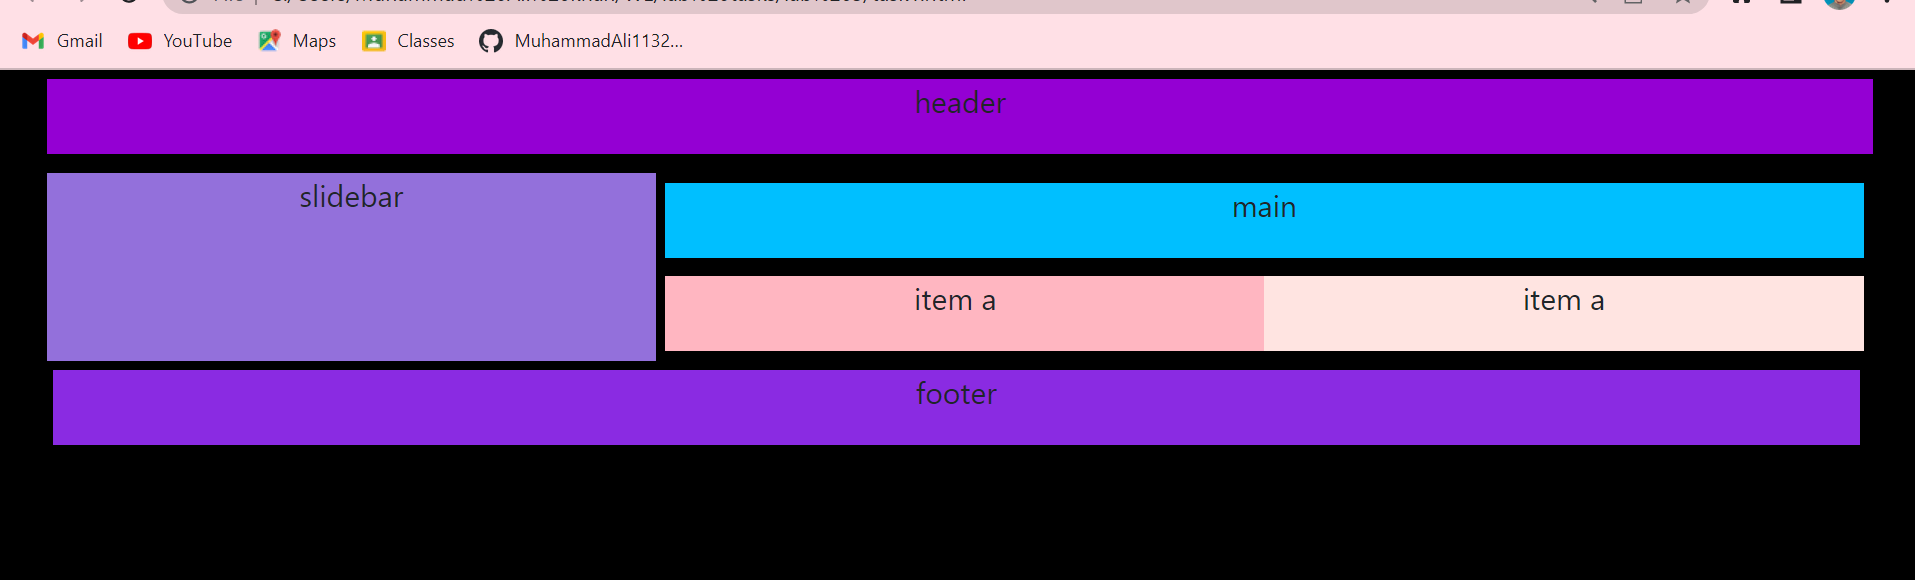 Gmail YouTube Maps Classes MuhammadAli1132...
header
slidebar
main
item a item a
footer